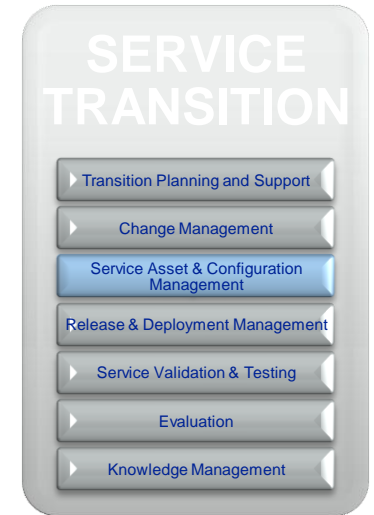 SERVICE
TRANSITION
Transition Planning and Support
Change Management
Service Asset & Configuration
Management
Release & Deployment Management
Service Validation & Testing
Evaluation
Knowledge Management